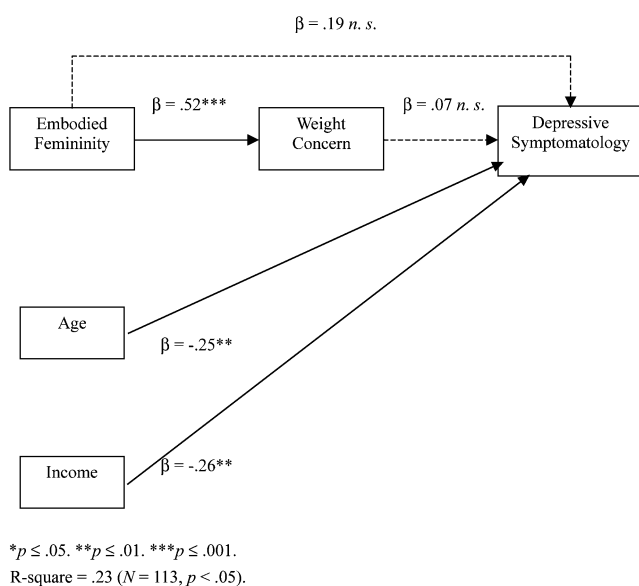 β = .19 n. s.
β = .52***
β = .07 n. s.
Embodied
Femininity
Weight
Concern
Depressive
Symptomatology
Age
β = -.25**
Income
β = -.26**
*p ≤ .05. **p ≤ .01. ***p ≤ .001.
R-square = .23 (N = 113, p < .05).